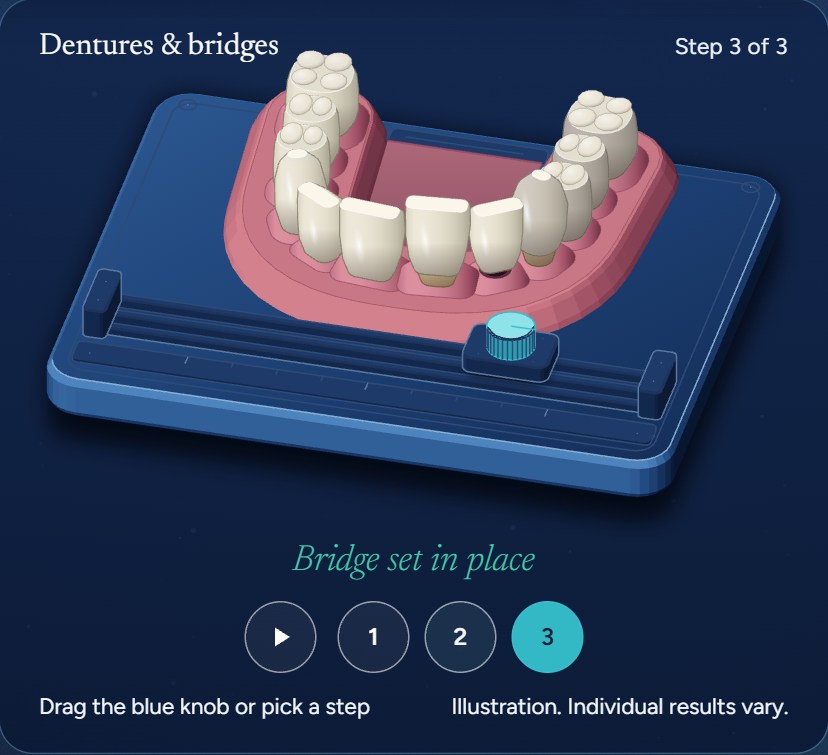 Dentures & bridges
Step 3 of 3
Bridge set in place
1
2
3
Drag the blue knob or pick a step
Illustration. Individual results vary.